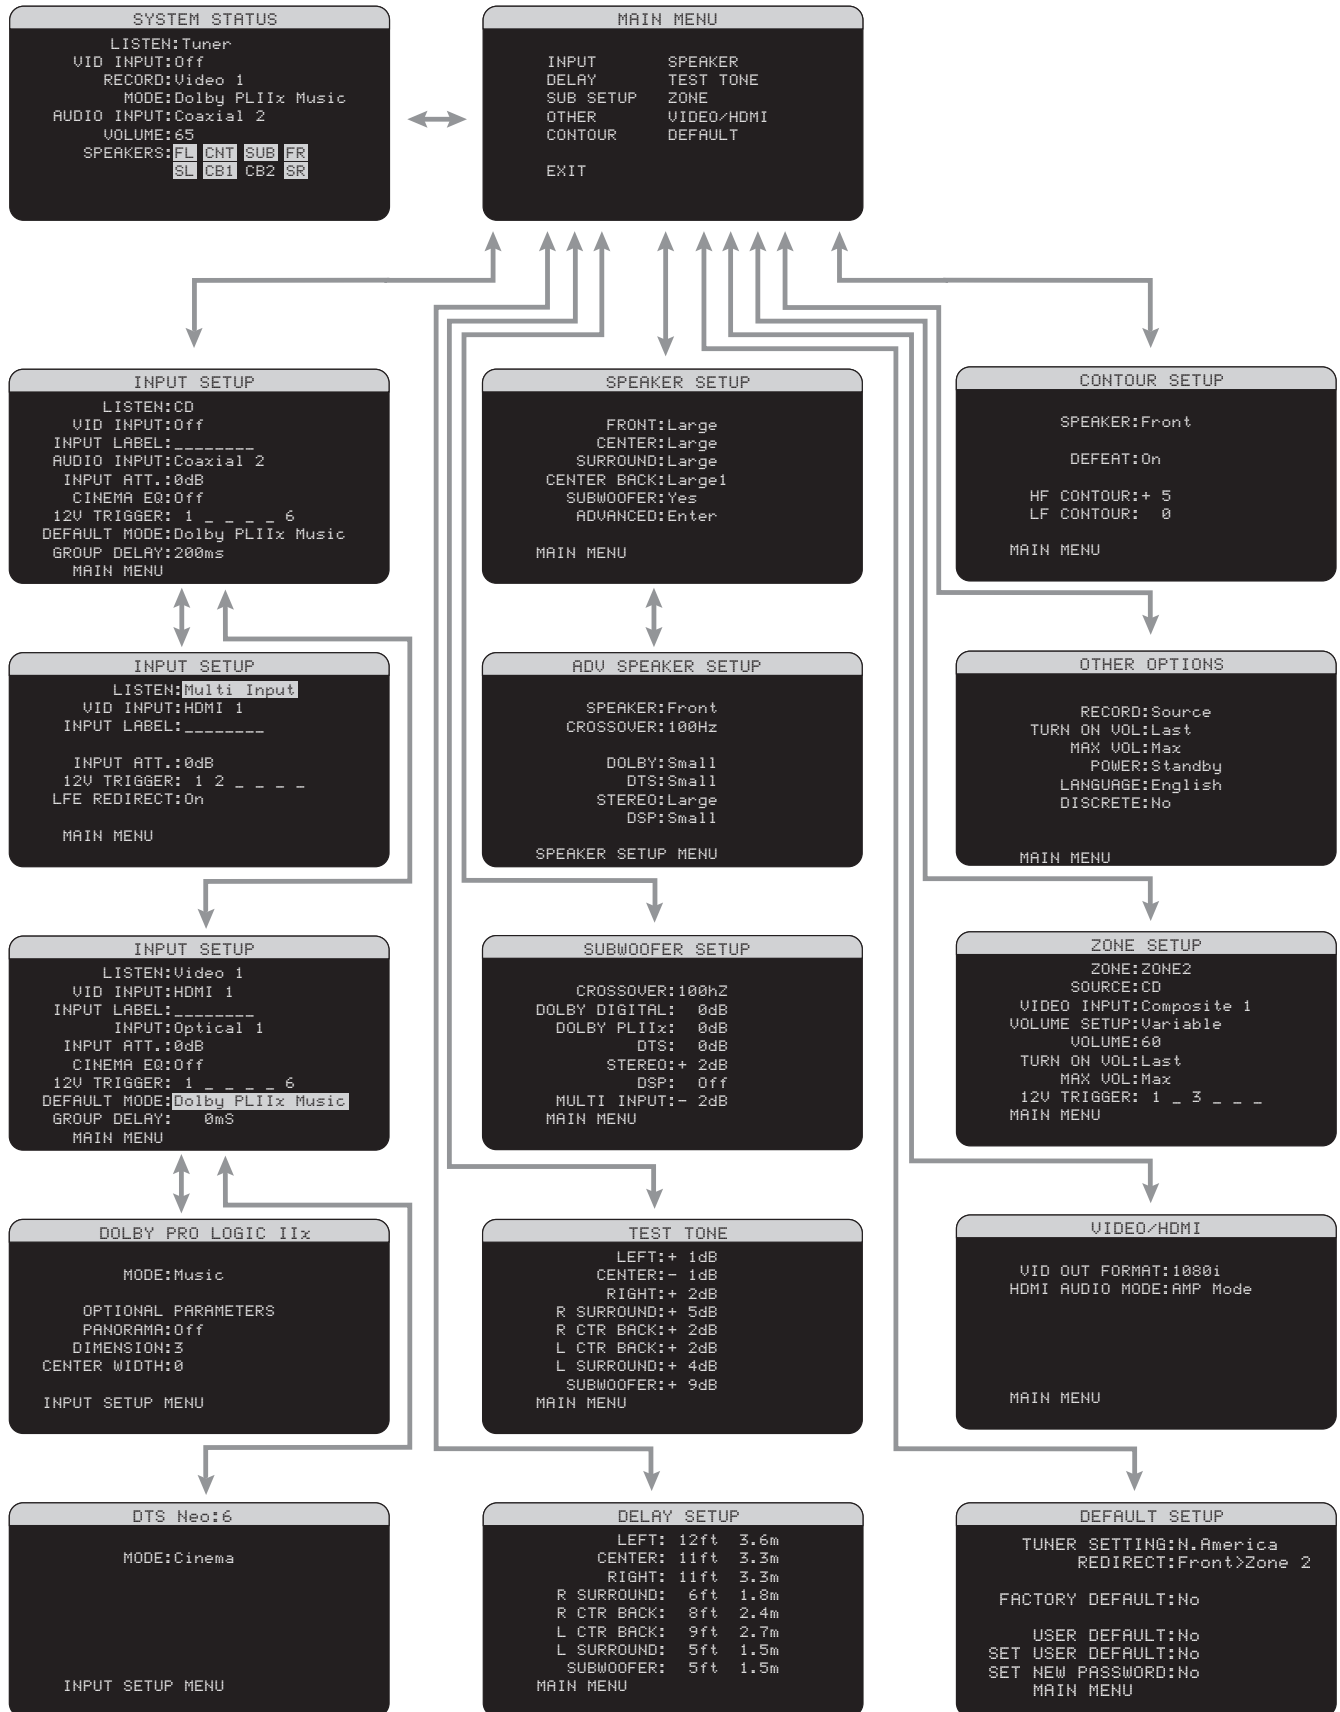 SYSTEM STATUS
LISTEN:Tuner
VID INPUT:Off
RECORD:Video 1
MODE:Dolby PLIIx Music
AUDIO INPUT:Coaxial 2
VOLUME:65
SPEAKERS:FL CNT SUB FR
SL CB1 CB2 SR
MAIN MENU
INPUT SPEAKER
DELAY TEST TONE
SUB SETUP ZONE
OTHER VIDEO/HDMI
CONTOUR DEFAULT
EXIT
INPUT SETUP
LISTEN:CD
VID INPUT:Off
INPUT LABEL:________
AUDIO INPUT:Coaxial 2
INPUT ATT.:0dB
CINEMA EQ:Off
12V TRIGGER: 1 _ _ _ _ 6
DEFAULT MODE:Dolby PLIIx Music
GROUP DELAY:200ms
MAIN MENU
SPEAKER SETUP
FRONT:Large
CENTER:Large
SURROUND:Large
CENTER BACK:Large1
SUBWOOFER:Yes
ADVANCED:Enter
MAIN MENU
CONTOUR SETUP
SPEAKER:Front
DEFEAT:On
HF CONTOUR:+ 5
LF CONTOUR: 0
MAIN MENU
INPUT SETUP
LISTEN:Multi Input
VID INPUT:HDMI 1
INPUT LABEL:________
INPUT ATT.:0dB
12V TRIGGER: 1 2 _ _ _ _
LFE REDIRECT:On
MAIN MENU
ADV SPEAKER SETUP
SPEAKER:Front
CROSSOVER:100Hz
DOLBY:Small
DTS:Small
STEREO:Large
DSP:Small
SPEAKER SETUP MENU
OTHER OPTIONS
RECORD:Source
TURN ON VOL:Last
MAX VOL:Max
POWER:Standby
LANGUAGE:English
DISCRETE:No
MAIN MENU
INPUT SETUP
LISTEN:Video 1
VID INPUT:HDMI 1
INPUT LABEL:________
INPUT:Optical 1
INPUT ATT.:0dB
CINEMA EQ:Off
12V TRIGGER: 1 _ _ _ _ 6
DEFAULT MODE:Dolby PLIIx Music
GROUP DELAY: 0mS
MAIN MENU
SUBWOOFER SETUP
CROSSOVER:100hZ
DOLBY DIGITAL: 0dB
DOLBY PLIIx: 0dB
DTS: 0dB
STEREO:+ 2dB
DSP: Off
MULTI INPUT:- 2dB
MAIN MENU
ZONE SETUP
ZONE:ZONE2
SOURCE:CD
VIDEO INPUT:Composite 1
VOLUME SETUP:Variable
VOLUME:60
TURN ON VOL:Last
MAX VOL:Max
12V TRIGGER: 1 _ 3 _ _ _
MAIN MENU
DOLBY PRO LOGIC IIx
MODE:Music
OPTIONAL PARAMETERS
PANORAMA:Off
DIMENSION:3
CENTER WIDTH:0
INPUT SETUP MENU
TEST TONE
LEFT:+ 1dB
CENTER:- 1dB
RIGHT:+ 2dB
R SURROUND:+ 5dB
R CTR BACK:+ 2dB
L CTR BACK:+ 2dB
L SURROUND:+ 4dB
SUBWOOFER:+ 9dB
MAIN MENU
VIDEO/HDMI
VID OUT FORMAT:1080i
HDMI AUDIO MODE:AMP Mode
MAIN MENU
DTS Neo:6
MODE:Cinema
INPUT SETUP MENU
DELAY SETUP
LEFT: 12ft 3.6m
CENTER: 11ft 3.3m
RIGHT: 11ft 3.3m
R SURROUND: 6ft 1.8m
R CTR BACK: 8ft 2.4m
L CTR BACK: 9ft 2.7m
L SURROUND: 5ft 1.5m
SUBWOOFER: 5ft 1.5m
MAIN MENU
DEFAULT SETUP
TUNER SETTING:N.America
REDIRECT:Front>Zone 2
FACTORY DEFAULT:No
USER DEFAULT:No
SET USER DEFAULT:No
SET NEW PASSWORD:No
MAIN MENU